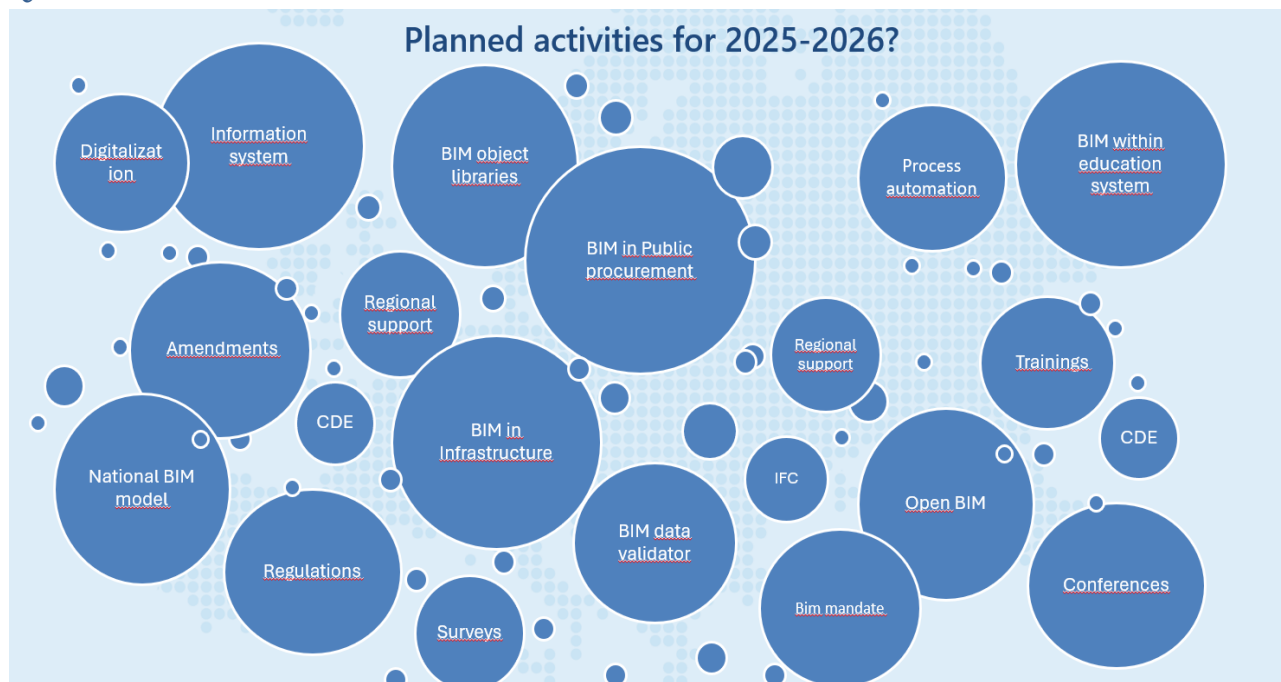 Planned activities for 2025-2026?
Digitalizat
ion
Information
system
BIM object
libraries
BIM in Public
procurement
Process
automation
BIM within
education
system
Amendments
Regional
support
Regional
support
Trainings
CDE
BIM in
Infrastructure
CDE
National BIM
model
IFC
Open BIM
BIM data
validator
Regulations
Bim mandate
Conferences
Surveys